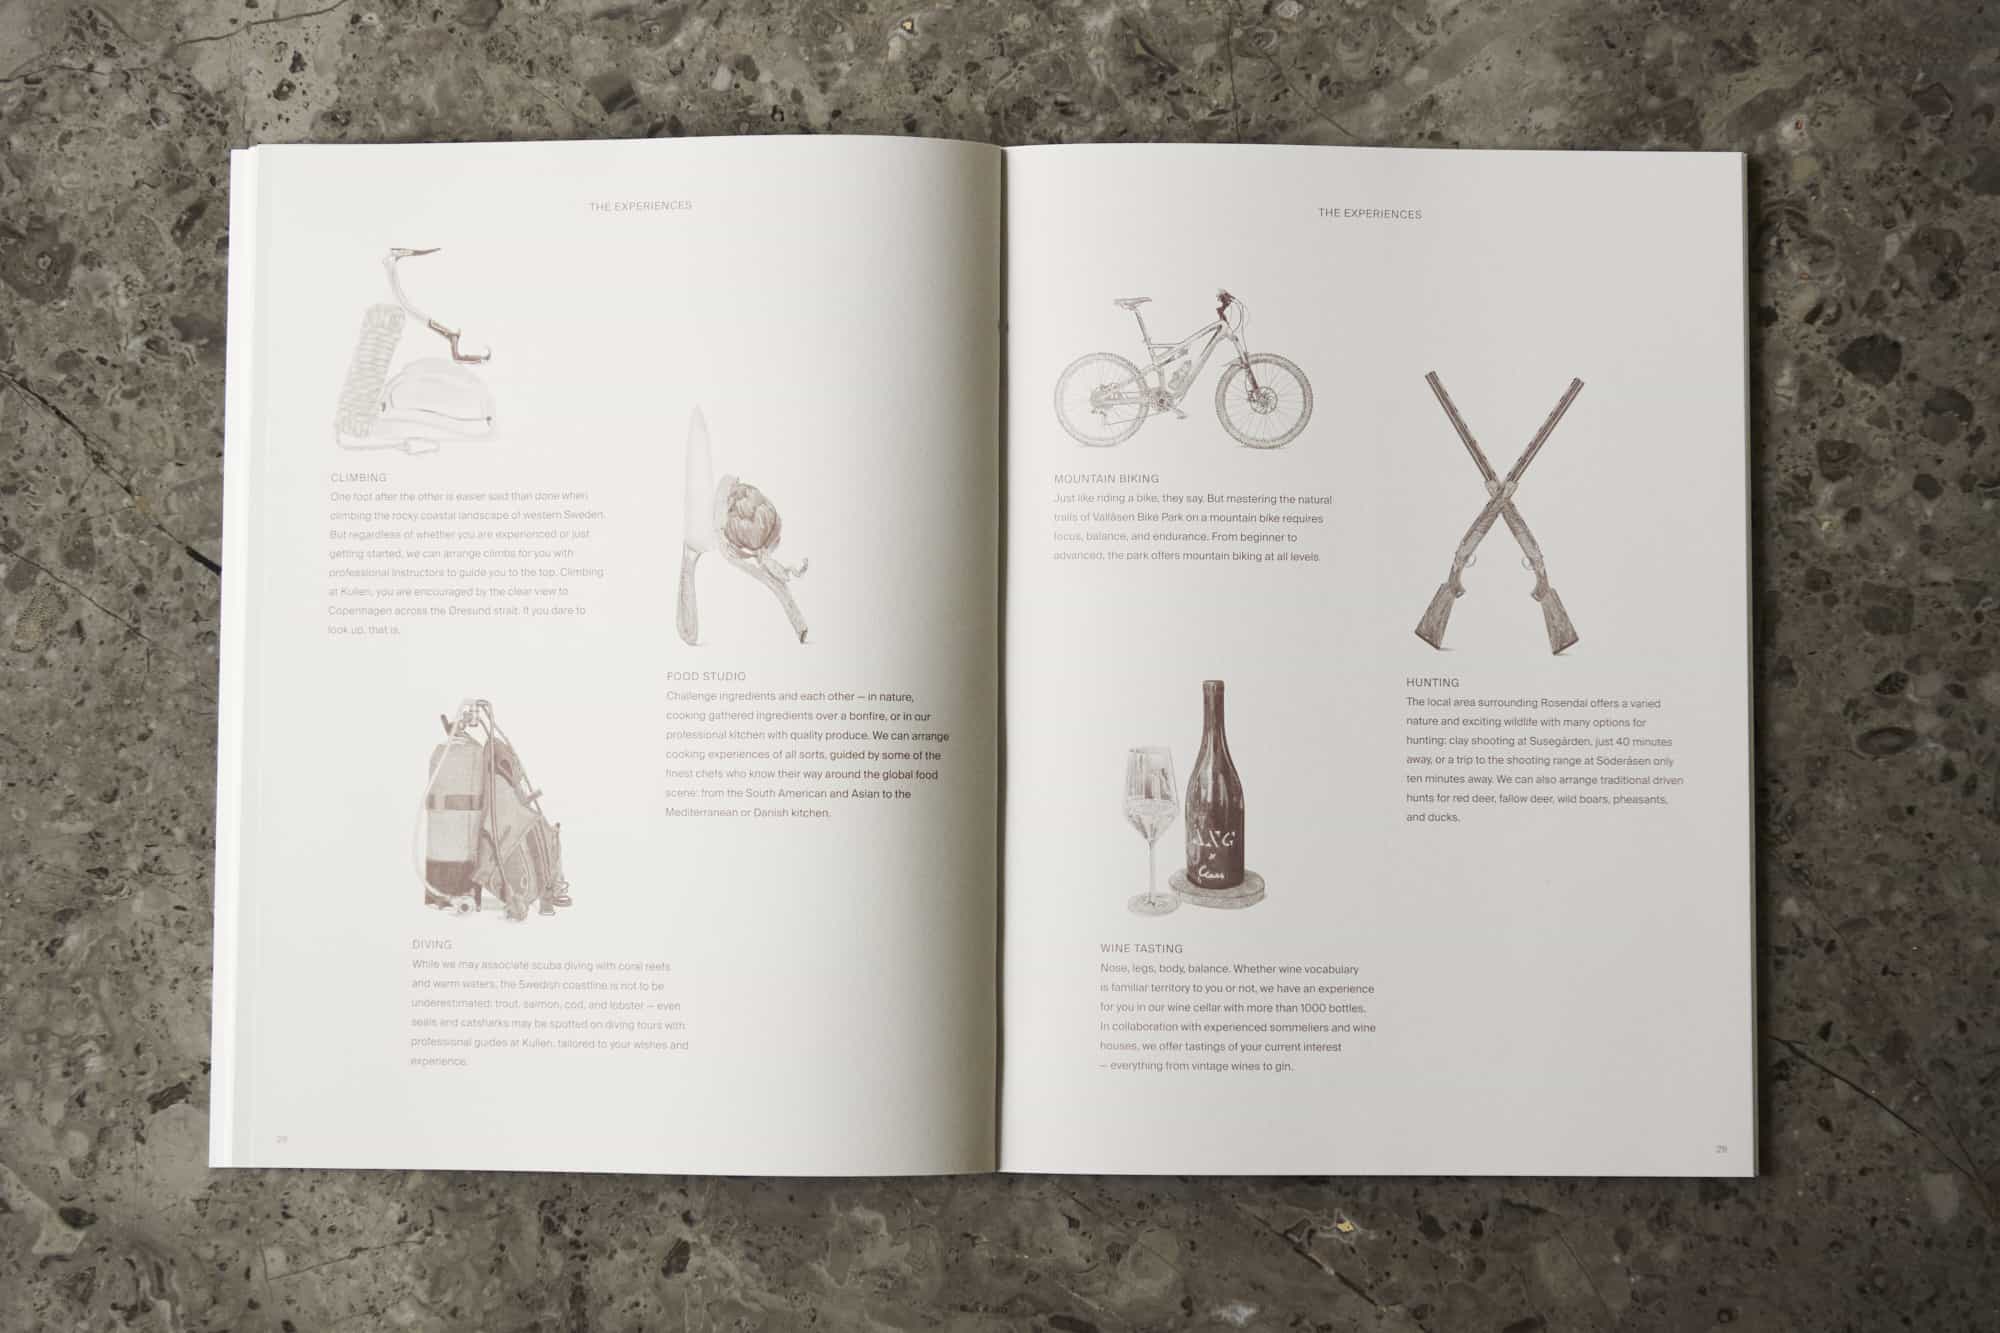 THE EXPERIENCES
CLIMBING
One foot after the other is easier said than done when
climbing the rocky coastal landscape of western Sweden.
But regardless of whether you are experienced or just
getting started, we can arrange climbs for you with
professional instructors to guide you to the top. Climbing
at Kullen, you are encouraged by the clear view to
Copenhagen across the Øresund strait. If you dare to
look up, that is.
FOOD STUDIO
Challenge ingredients and each other — in nature,
cooking gathered ingredients over a bonfire, or in our
professional kitchen with quality produce. We can arrange
cooking experiences of all sorts, guided by some of the
finest chefs who know their way around the global food
scene: from the South American and Asian to the
Mediterranean or Danish kitchen.
DIVING
While we may associate scuba diving with coral reefs
and warm waters, the Swedish coastline is not to be
underestimated: trout, salmon, cod, and lobster — even
seals and catsharks may be spotted on diving tours with
professional guides at Kullen, tailored to your wishes and
experience.
THE EXPERIENCES
MOUNTAIN BIKING
Just like riding a bike, they say. But mastering the natural
trails of Vallåsen Bike Park on a mountain bike requires
focus, balance, and endurance. From beginner to
advanced, the park offers mountain biking at all levels.
HUNTING
The local area surrounding Rosendal offers a varied
nature and exciting wildlife with many options for
hunting: clay shooting at Susegården, just 40 minutes
away, or a trip to the shooting range at Söderåsen only
ten minutes away. We can also arrange traditional driven
hunts for red deer, fallow deer, wild boars, pheasants,
and ducks.
WINE TASTING
Nose, legs, body, balance. Whether wine vocabulary
is familiar territory to you or not, we have an experience
for you in our wine cellar with more than 1000 bottles.
In collaboration with experienced sommeliers and wine
houses, we offer tastings of your current interest
— everything from vintage wines to gin.
29